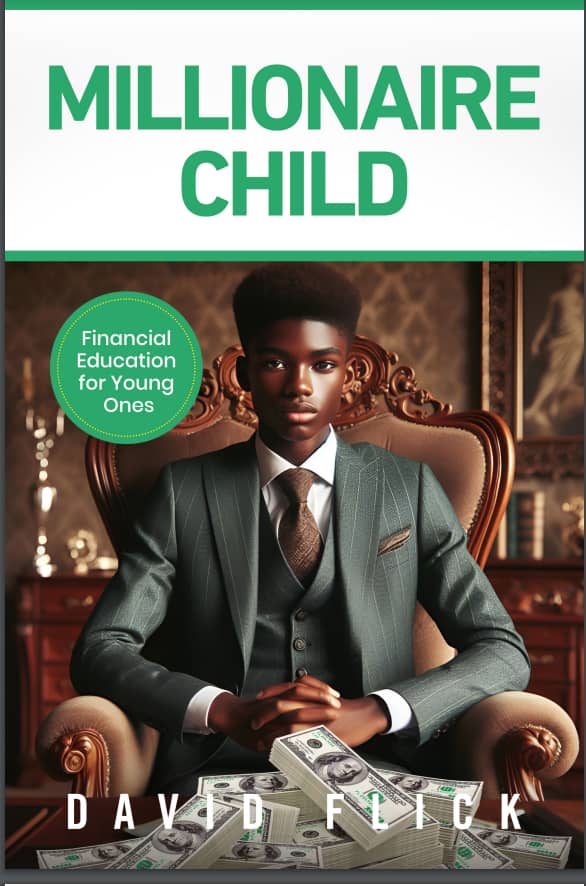 MILLIONAIRE
CHILD
Financial
Education
for Young
Ones
DAVID FLICK